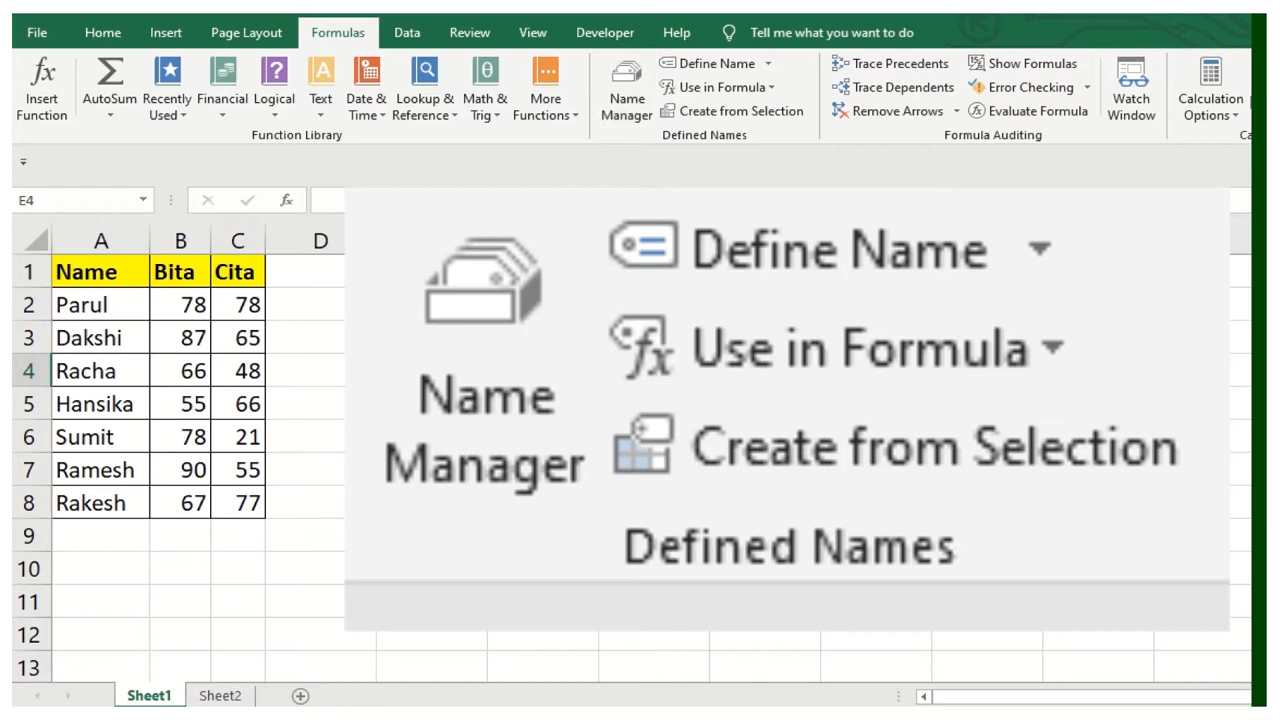 File Home Insert Page Layout Formulas Data Review View Developer Help Tell me what you want to do
fx Insert Function
AutoSum
Recently Used
Financial
Logical
Text
Date & Time
Lookup & Reference
Math & Trig
More Functions
Function Library
Name Manager
Define Name
Use in Formula
Create from Selection
Defined Names
Trace Precedents
Trace Dependents
Remove Arrows
Show Formulas
Error Checking
Evaluate Formula
Formula Auditing
Watch Window
Calculation Options
E4 fx
A B C D
1 Name Bita Cita
2 Parul 78 78
3 Dakshi 87 65
4 Racha 66 48
5 Hansika 55 66
6 Sumit 78 21
7 Ramesh 90 55
8 Rakesh 67 77
9
10
11
12
13
Name
Manager
Define Name
Use in Formula
Create from Selection
Defined Names
Sheet1 Sheet2